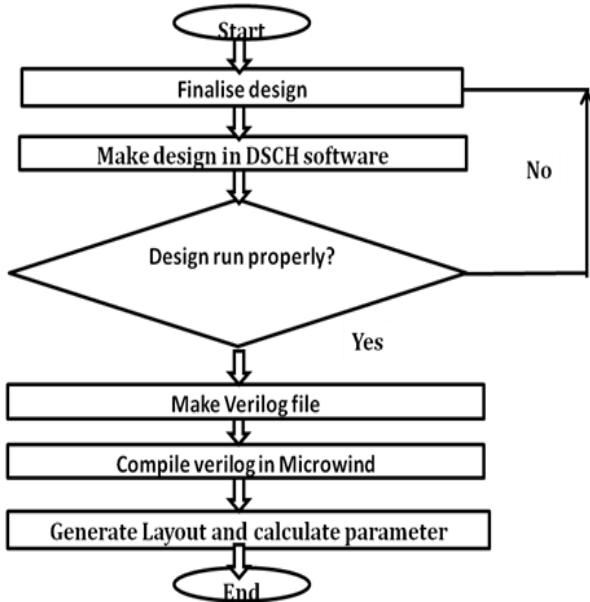 Start
Finalise design
Make design in DSCH software
No
Design run properly?
Yes
Make Verilog file
Compile verilog in Microwind
Generate Layout and calculate parameter
End